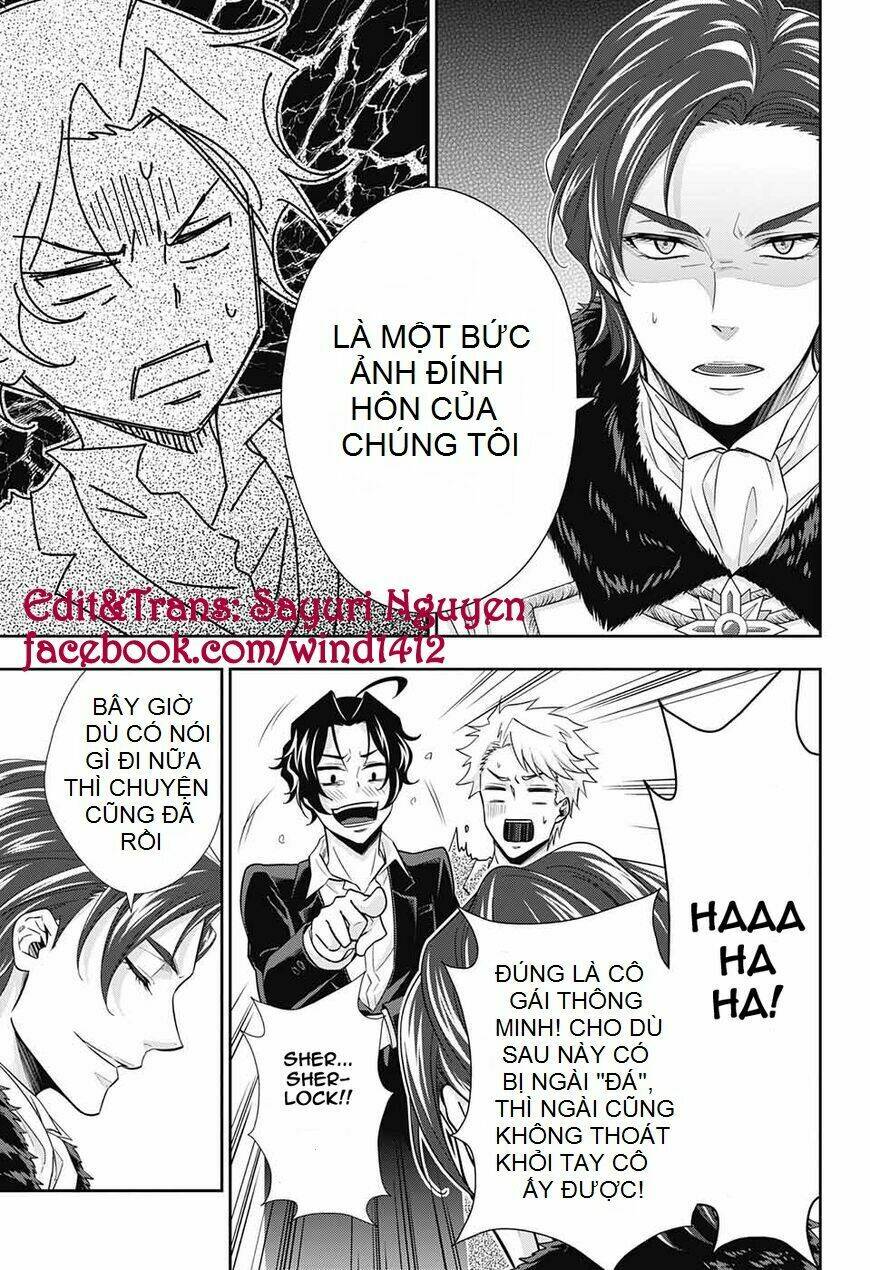 LÀ MỘT BỨC
ẢNH ĐÍNH
HÔN CỦA
CHÚNG TÔI
Edit&Trans: Sayuri Nguyen
facebook.com/wind1412
HAAA
HA
HA!
ĐÚNG LÀ CÔ
GÁI THÔNG
MINH! CHO DÙ
SAU NÀY CÓ
BỊ NGÀI "ĐÁ",
THÌ NGÀI CŨNG
KHÔNG THOÁT
KHỎI TAY CÔ
ẤY ĐƯỢC!
SHER...
SHER-
LOCK!!
BÂY GIỜ
DÙ CÓ NÓI
GÌ ĐI NỮA
THÌ CHUYỆN
CŨNG ĐÃ
RỒI